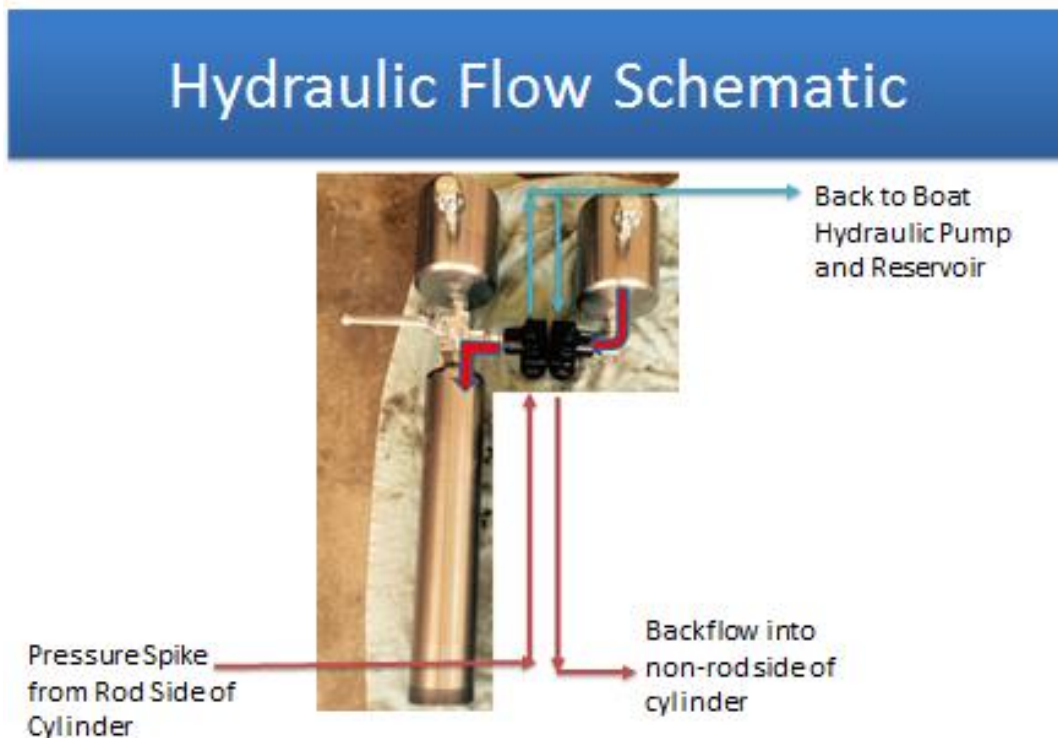 Hydraulic Flow Schematic
Back to Boat
Hydraulic Pump
and Reservoir
Pressure Spike
from Rod Side of
Cylinder
Backflow into
non-rod side of
cylinder